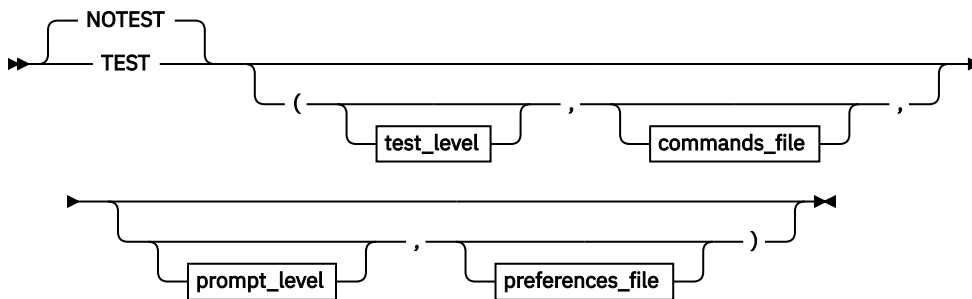 NOTEST
TEST
( , ,
test_level commands_file
, )
prompt_level preferences_file